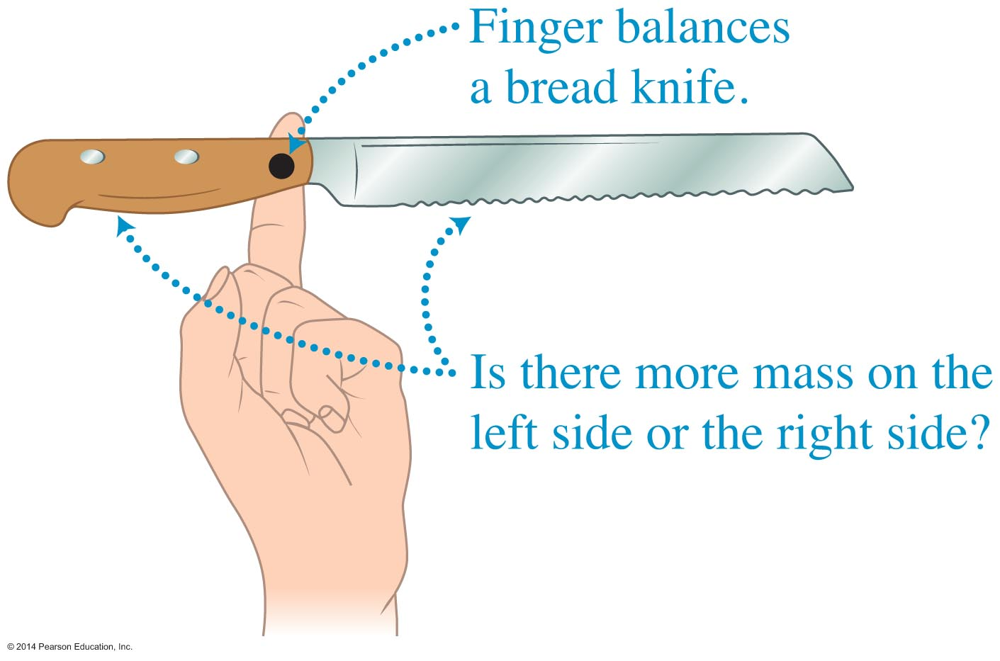 Finger balances
a bread knife.
Is there more mass on the
left side or the right side?
© 2014 Pearson Education, Inc.